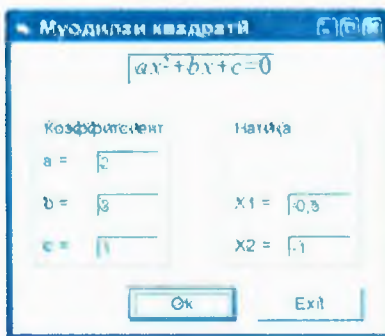 Муодилаи квадратӣ
ax²+bx+c=0
Коэффитсиент
Натиҷа
a = 2
b = 3
X1 = -0,5
c = 1
X2 = -1
Ok
Exit